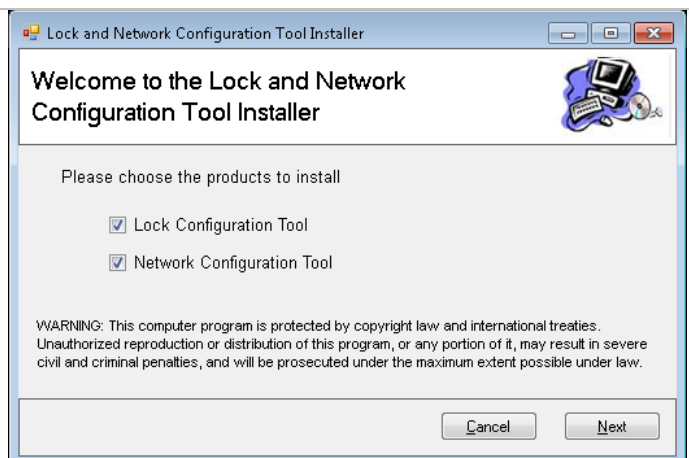 Lock and Network Configuration Tool Installer
Welcome to the Lock and Network
Configuration Tool Installer
Please choose the products to install
Lock Configuration Tool
Network Configuration Tool
WARNING: This computer program is protected by copyright law and international treaties.
Unauthorized reproduction or distribution of this program, or any portion of it, may result in severe
civil and criminal penalties, and will be prosecuted under the maximum extent possible under law.
Cancel Next